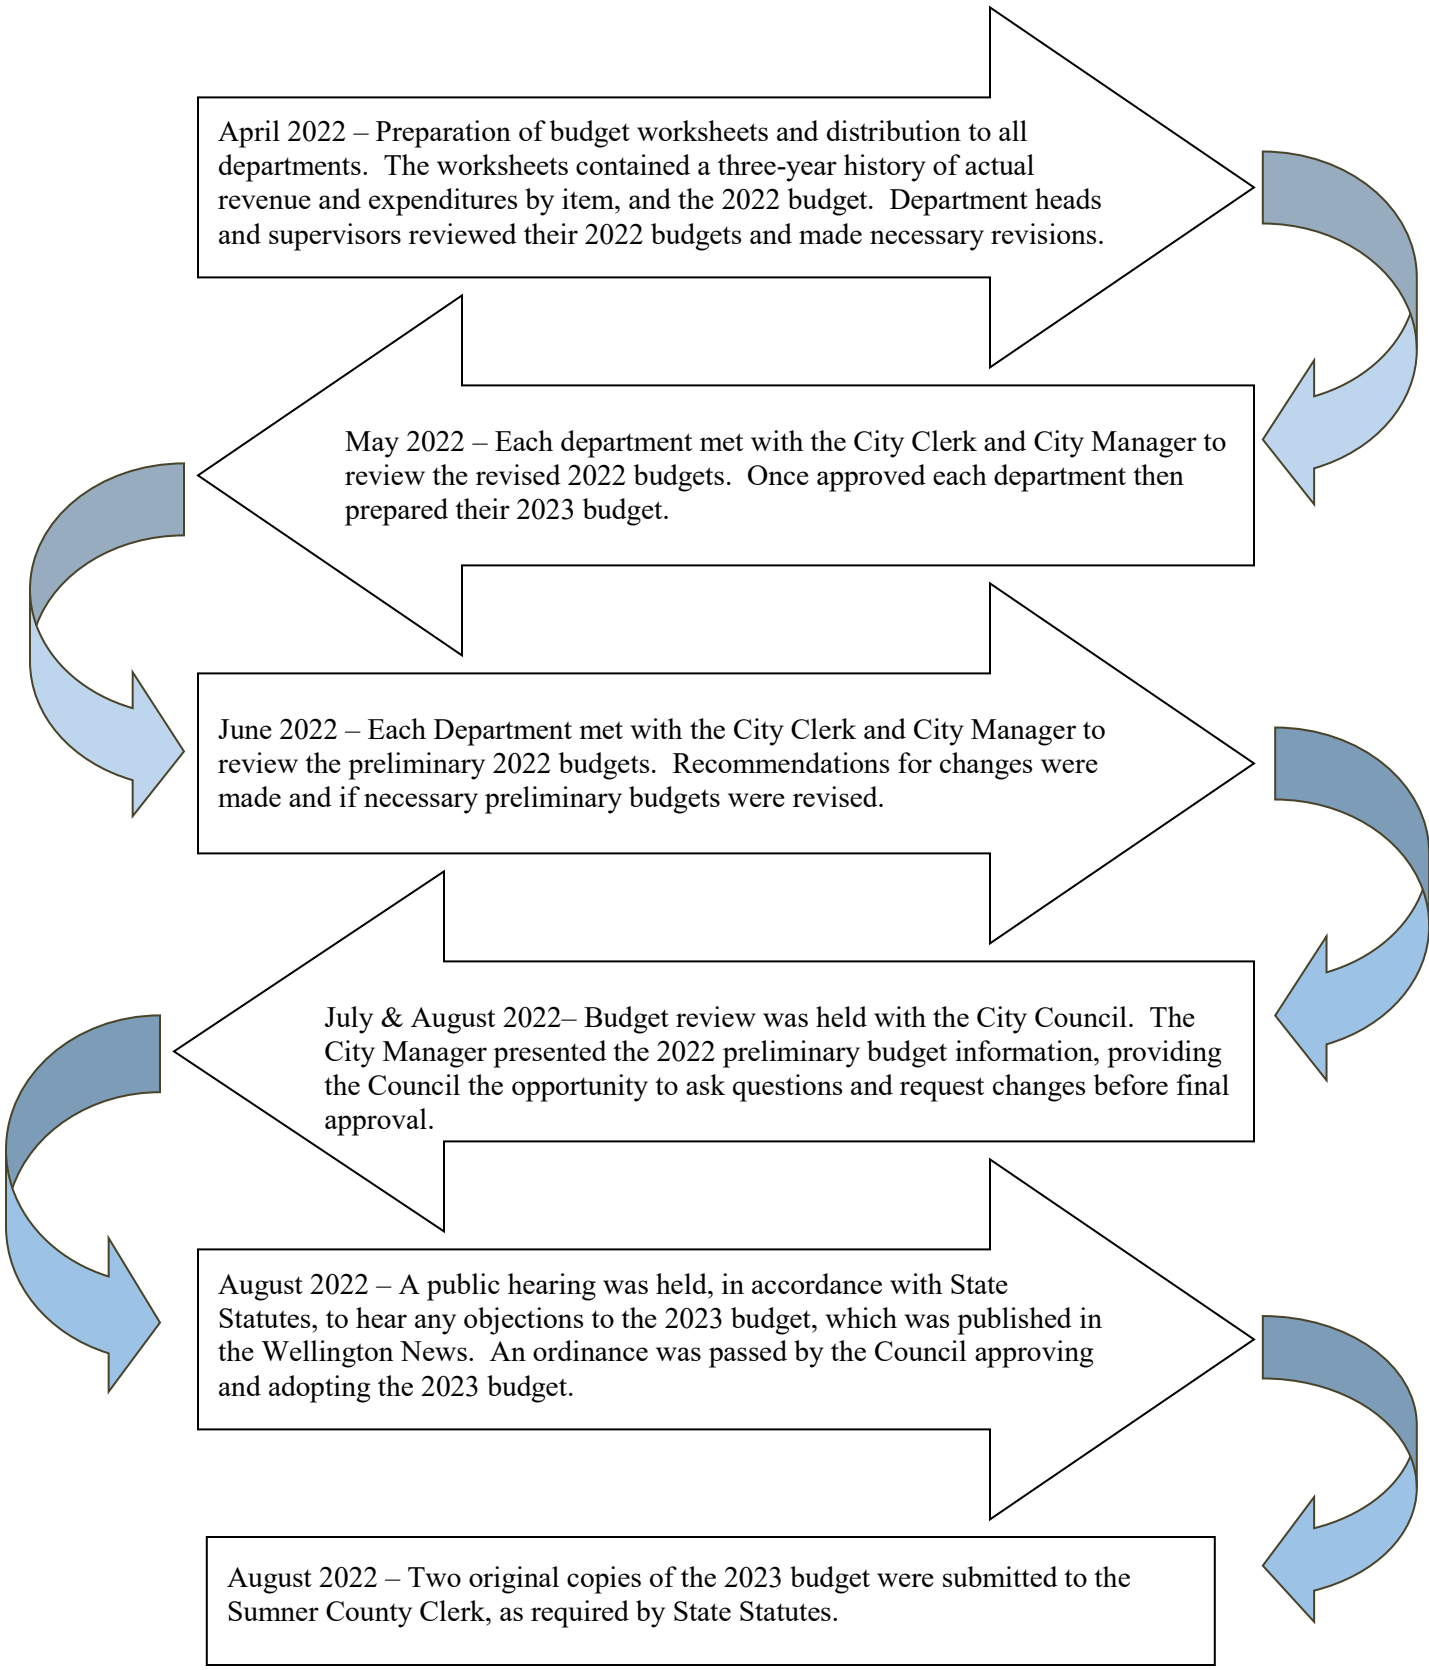 April 2022 – Preparation of budget worksheets and distribution to all
departments.  The worksheets contained a three-year history of actual
revenue and expenditures by item, and the 2022 budget.  Department heads
and supervisors reviewed their 2022 budgets and made necessary revisions.
May 2022 – Each department met with the City Clerk and City Manager to
review the revised 2022 budgets.  Once approved each department then
prepared their 2023 budget.
June 2022 – Each Department met with the City Clerk and City Manager to
review the preliminary 2022 budgets.  Recommendations for changes were
made and if necessary preliminary budgets were revised.
July & August 2022– Budget review was held with the City Council.  The
City Manager presented the 2022 preliminary budget information, providing
the Council the opportunity to ask questions and request changes before final
approval.
August 2022 – A public hearing was held, in accordance with State
Statutes, to hear any objections to the 2023 budget, which was published in
the Wellington News.  An ordinance was passed by the Council approving
and adopting the 2023 budget.
August 2022 – Two original copies of the 2023 budget were submitted to the
Sumner County Clerk, as required by State Statutes.